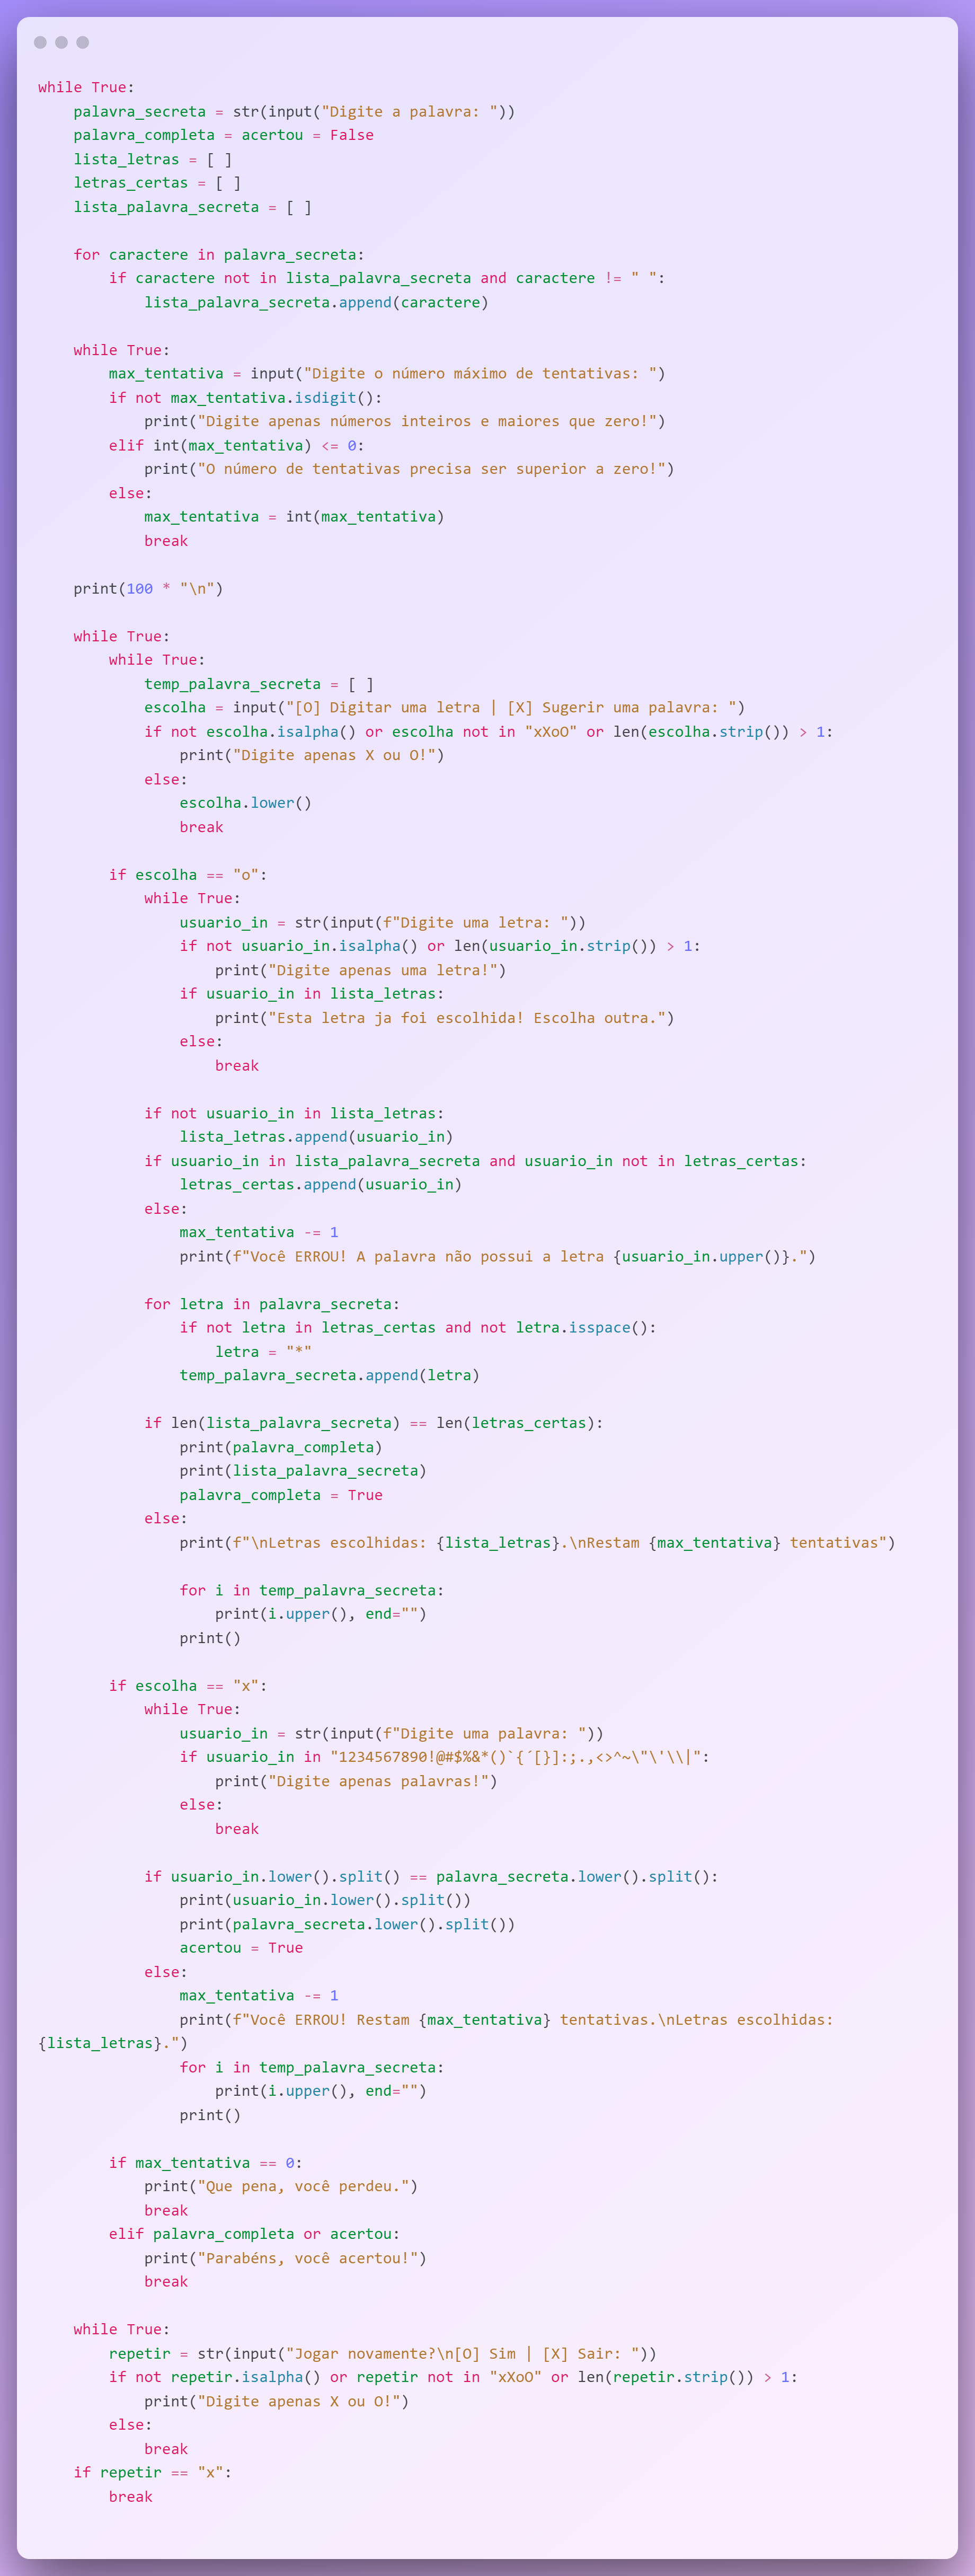 while True:
    palavra_secreta = str(input("Digite a palavra: "))
    palavra_completa = acertou = False
    lista_letras = [ ]
    letras_certas = [ ]
    lista_palavra_secreta = [ ]

    for caractere in palavra_secreta:
        if caractere not in lista_palavra_secreta and caractere != " ":
            lista_palavra_secreta.append(caractere)

    while True:
        max_tentativa = input("Digite o número máximo de tentativas: ")
        if not max_tentativa.isdigit():
            print("Digite apenas números inteiros e maiores que zero!")
        elif int(max_tentativa) <= 0:
            print("O número de tentativas precisa ser superior a zero!")
        else:
            max_tentativa = int(max_tentativa)
            break

    print(100 * "\n")

    while True:
        while True:
            temp_palavra_secreta = [ ]
            escolha = input("[O] Digitar uma letra | [X] Sugerir uma palavra: ")
            if not escolha.isalpha() or escolha not in "xXoO" or len(escolha.strip()) > 1:
                print("Digite apenas X ou O!")
            else:
                escolha.lower()
                break

        if escolha == "o":
            while True:
                usuario_in = str(input(f"Digite uma letra: "))
                if not usuario_in.isalpha() or len(usuario_in.strip()) > 1:
                    print("Digite apenas uma letra!")
                if usuario_in in lista_letras:
                    print("Esta letra ja foi escolhida! Escolha outra.")
                else:
                    break

            if not usuario_in in lista_letras:
                lista_letras.append(usuario_in)
            if usuario_in in lista_palavra_secreta and usuario_in not in letras_certas:
                letras_certas.append(usuario_in)
            else:
                max_tentativa -= 1
                print(f"Você ERROU! A palavra não possui a letra {usuario_in.upper()}.")

            for letra in palavra_secreta:
                if not letra in letras_certas and not letra.isspace():
                    letra = "*"
                temp_palavra_secreta.append(letra)

            if len(lista_palavra_secreta) == len(letras_certas):
                print(palavra_completa)
                print(lista_palavra_secreta)
                palavra_completa = True
            else:
                print(f"\nLetras escolhidas: {lista_letras}.\nRestam {max_tentativa} tentativas")

                for i in temp_palavra_secreta:
                    print(i.upper(), end="")
                print()

        if escolha == "x":
            while True:
                usuario_in = str(input(f"Digite uma palavra: "))
                if usuario_in in "1234567890!@#$%&*()`{´[}]:;.,<>^~\"\'\\|":
                    print("Digite apenas palavras!")
                else:
                    break

            if usuario_in.lower().split() == palavra_secreta.lower().split():
                print(usuario_in.lower().split())
                print(palavra_secreta.lower().split())
                acertou = True
            else:
                max_tentativa -= 1
                print(f"Você ERROU! Restam {max_tentativa} tentativas.\nLetras escolhidas:
{lista_letras}.")
                for i in temp_palavra_secreta:
                    print(i.upper(), end="")
                print()

        if max_tentativa == 0:
            print("Que pena, você perdeu.")
            break
        elif palavra_completa or acertou:
            print("Parabéns, você acertou!")
            break

    while True:
        repetir = str(input("Jogar novamente?\n[O] Sim | [X] Sair: "))
        if not repetir.isalpha() or repetir not in "xXoO" or len(repetir.strip()) > 1:
            print("Digite apenas X ou O!")
        else:
            break
    if repetir == "x":
        break